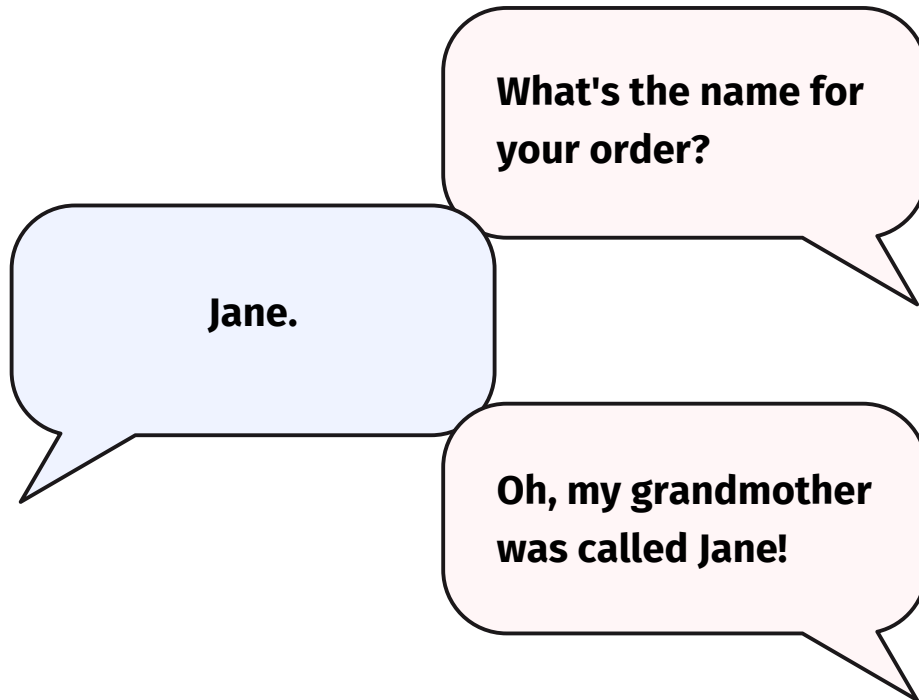 What's the name for
your order?
Jane.
Oh, my grandmother
was called Jane!